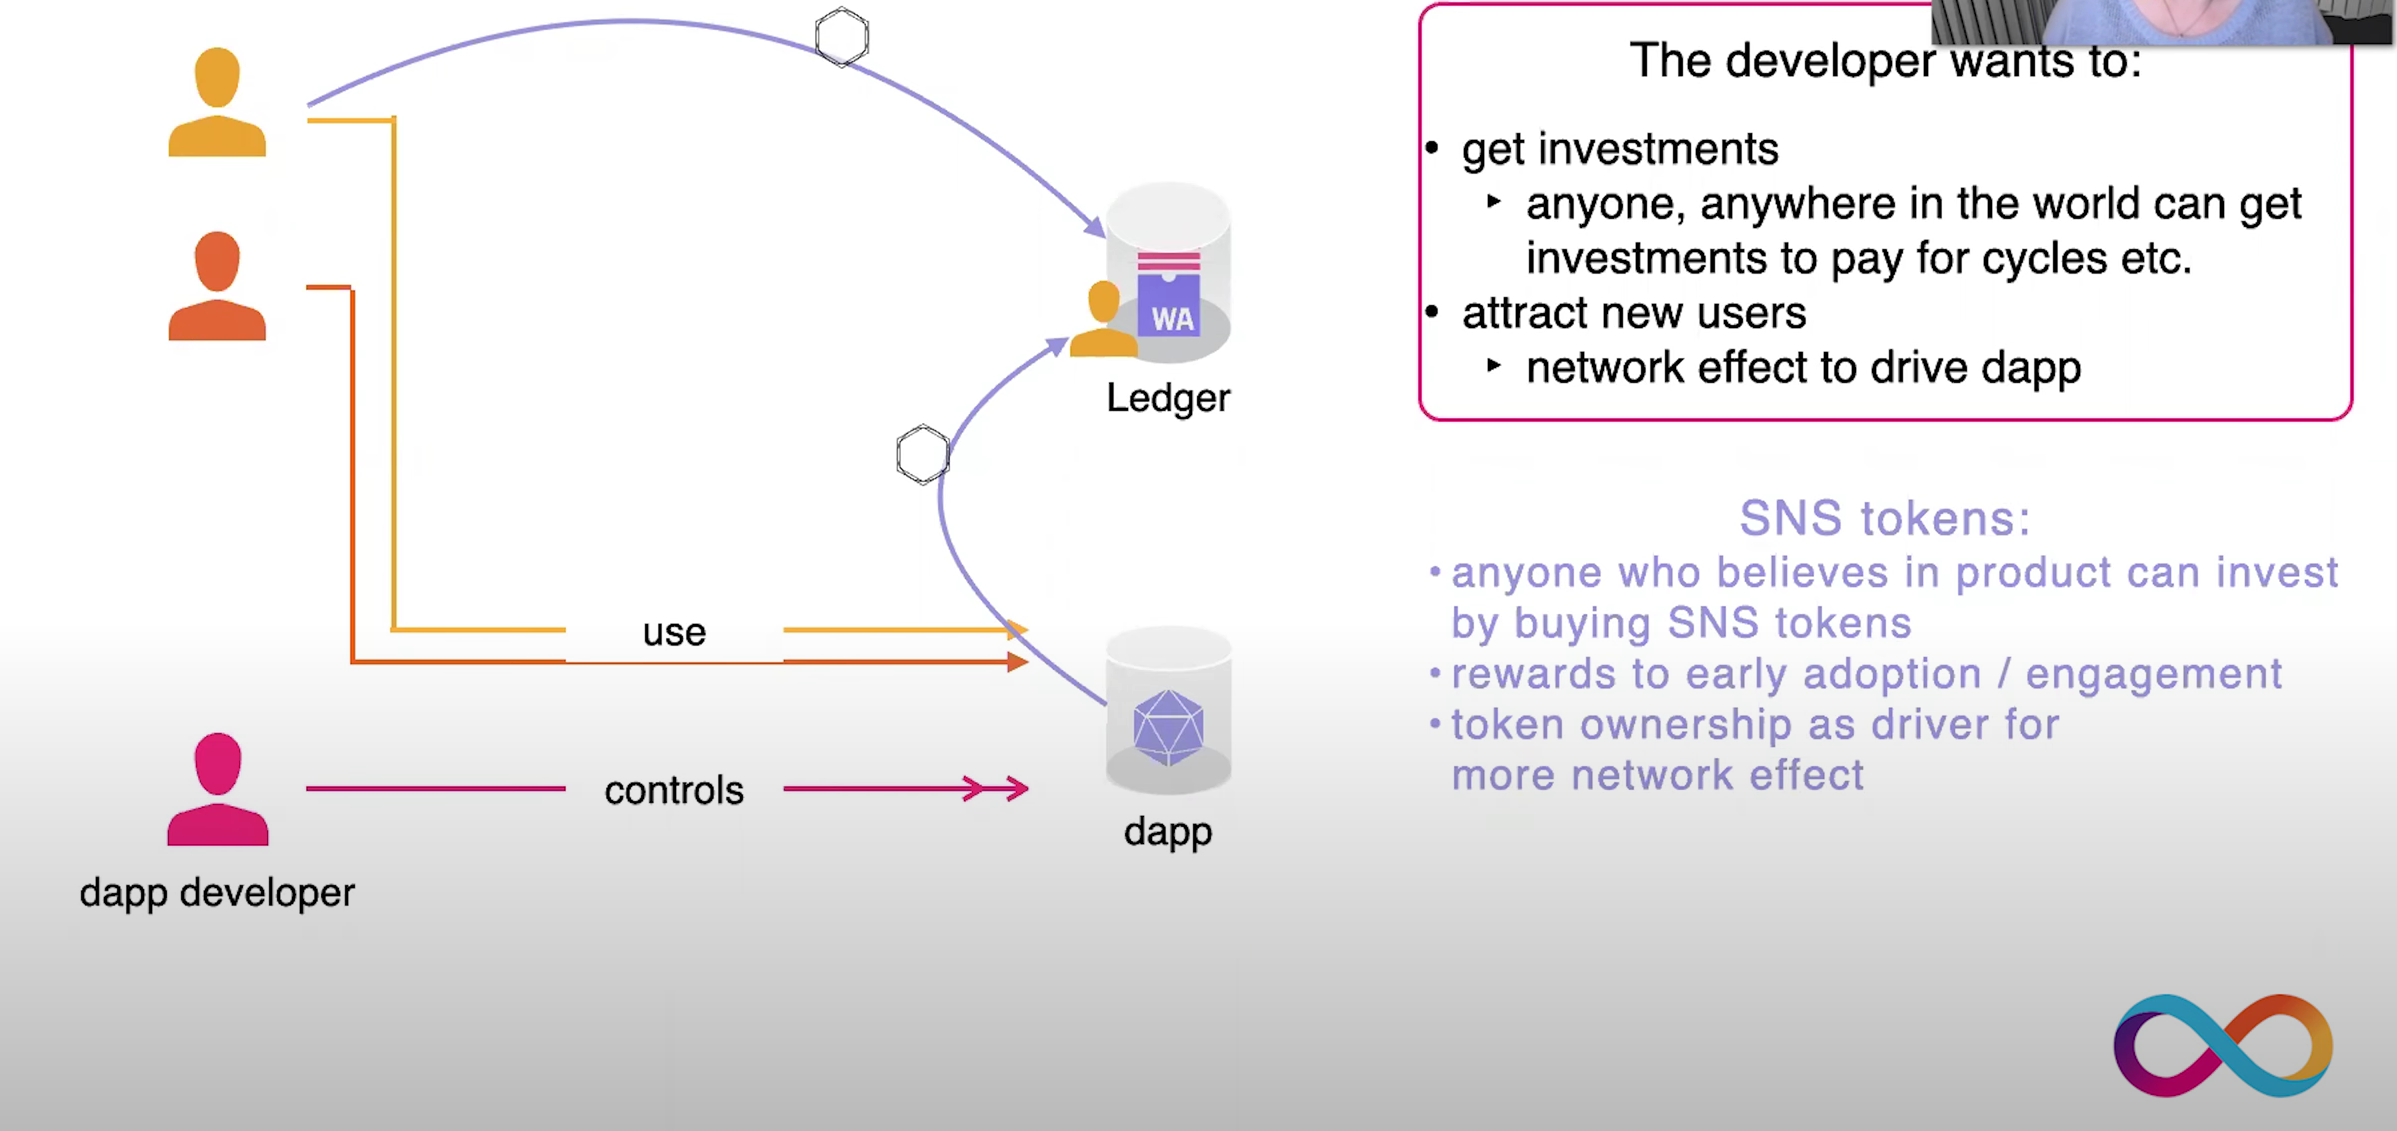 The developer wants to:
• get investments
‣ anyone, anywhere in the world can get
investments to pay for cycles etc.
• attract new users
‣ network effect to drive dapp
WA
Ledger
SNS tokens:
• anyone who believes in product can invest
by buying SNS tokens
• rewards to early adoption / engagement
• token ownership as driver for
more network effect
use
controls
dapp
dapp developer